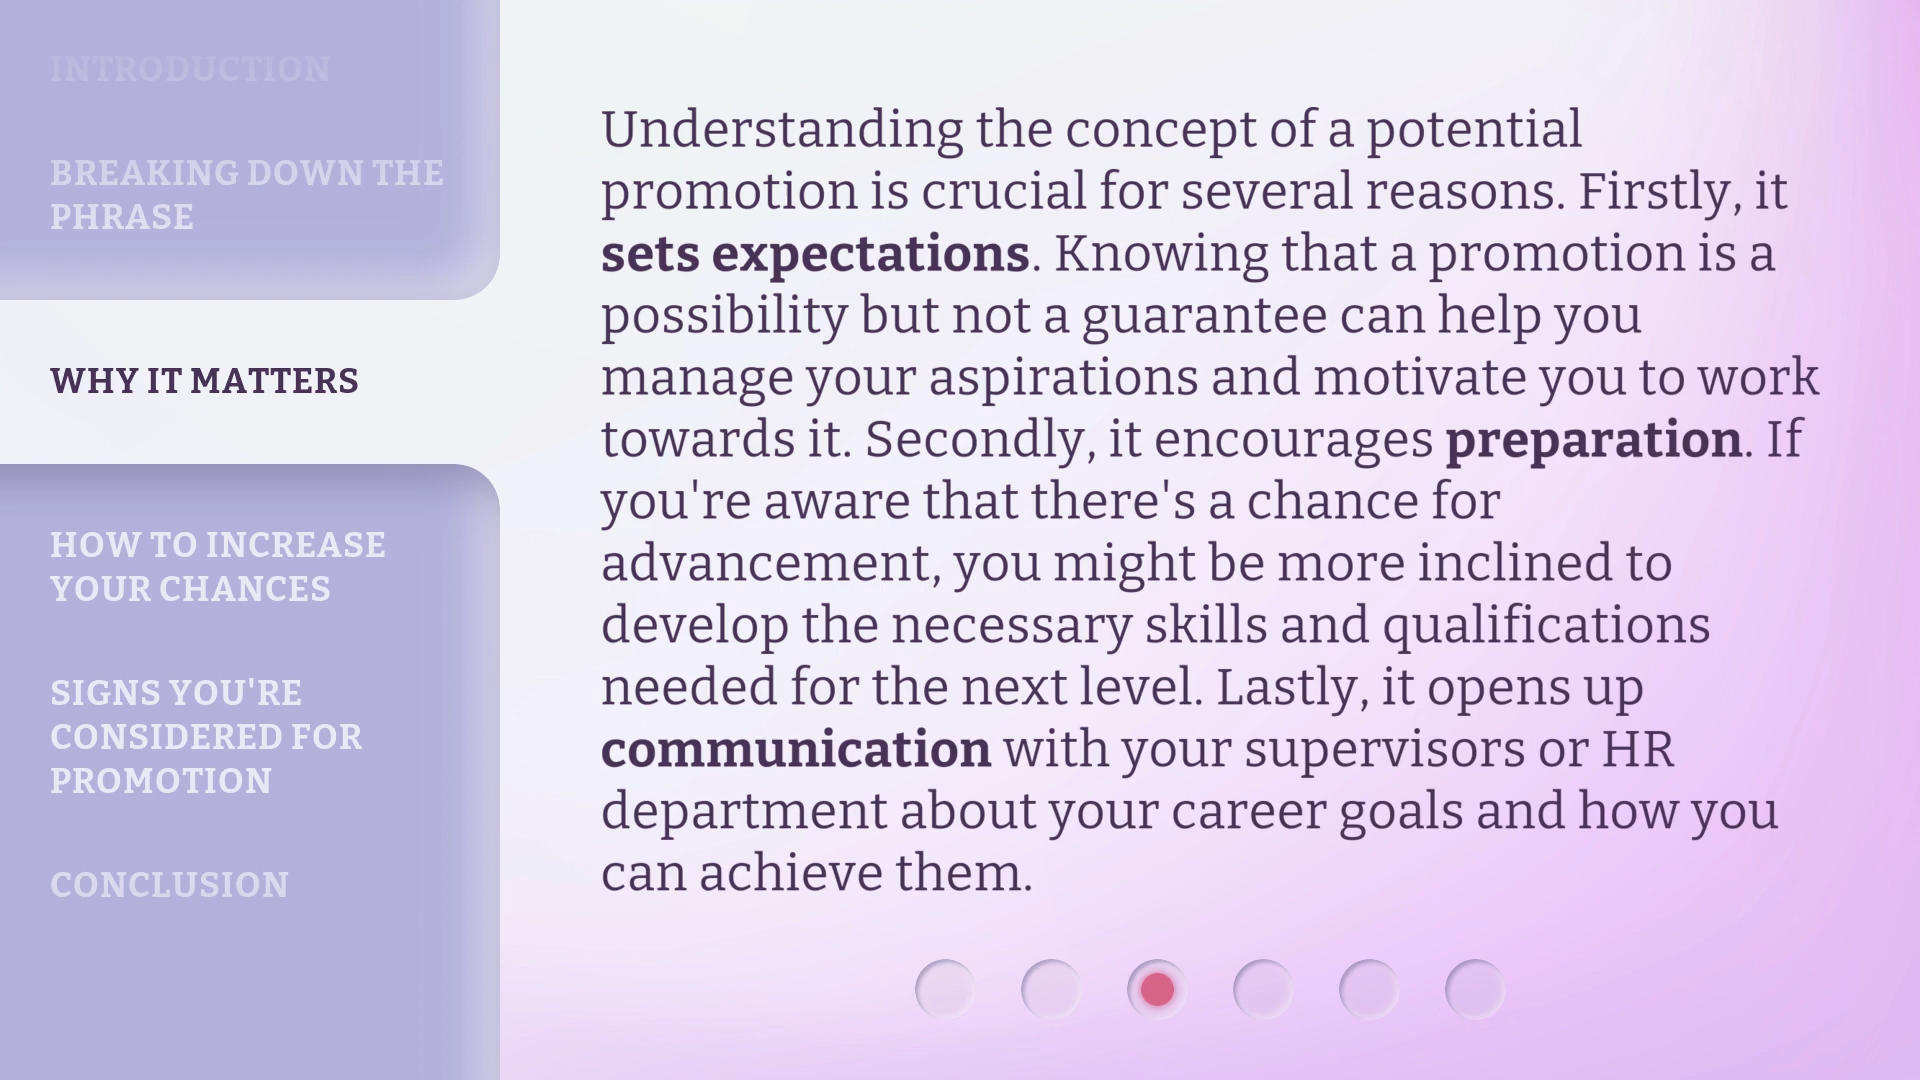 INTRODUCTION
BREAKING DOWN THE
PHRASE
WHY IT MATTERS
HOW TO INCREASE
YOUR CHANCES
SIGNS YOU'RE
CONSIDERED FOR
PROMOTION
CONCLUSION
Understanding the concept of a potential
promotion is crucial for several reasons. Firstly, it
sets expectations. Knowing that a promotion is a
possibility but not a guarantee can help you
manage your aspirations and motivate you to work
towards it. Secondly, it encourages preparation. If
you're aware that there's a chance for
advancement, you might be more inclined to
develop the necessary skills and qualifications
needed for the next level. Lastly, it opens up
communication with your supervisors or HR
department about your career goals and how you
can achieve them.